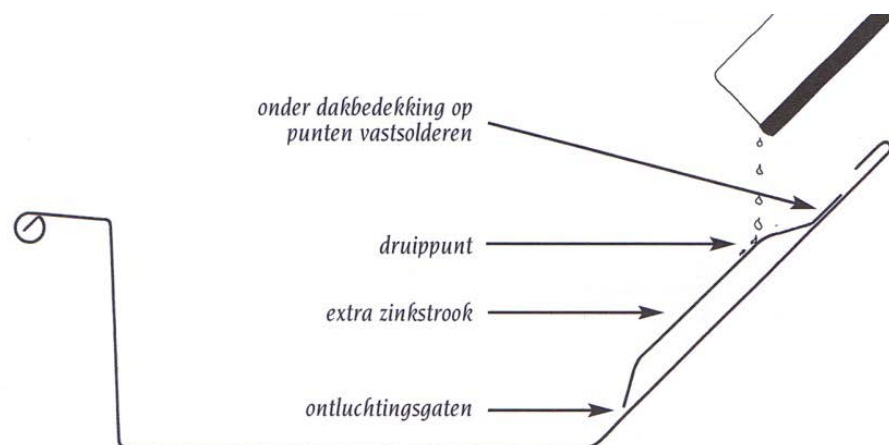 onder dakbedekking op
punten vastsolderen
druippunt
extra zinkstrook
ontluchtingsgaten